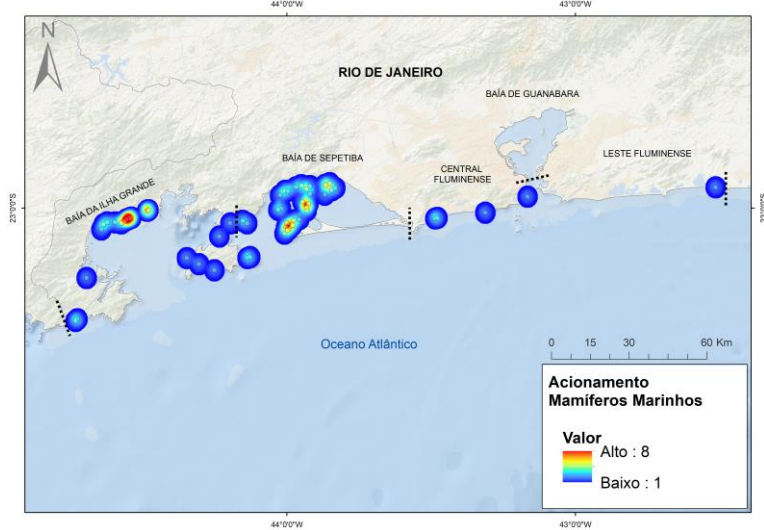 44°0'0"W
43°0'0"W
N
RIO DE JANEIRO
BAÍA DE GUANABARA
BAÍA DE SEPETIBA
LESTE FLUMINENSE
CENTRAL
FLUMINENSE
BAÍA DA ILHA GRANDE
23°0'0"S
23°0'0"S
Oceano Atlântico
0 15 30 60 Km
Acionamento
Mamíferos Marinhos
Valor
Alto : 8
Baixo : 1
44°0'0"W
43°0'0"W